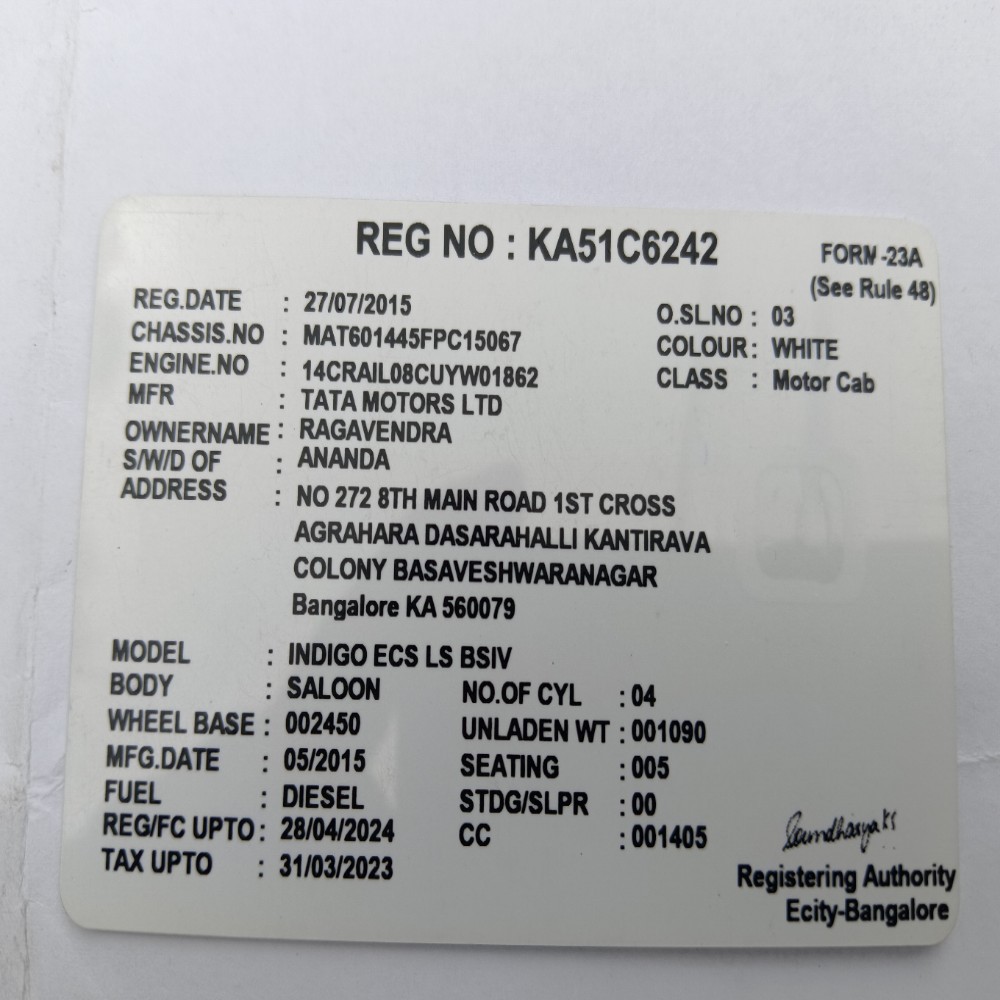 REG NO : KA51C6242
FORM-23A
(See Rule 48)
REG.DATE : 27/07/2015
O.SL.NO : 03
CHASSIS.NO : MAT601445FPC15067
COLOUR : WHITE
ENGINE.NO : 14CRAIL08CUYW01862
CLASS : Motor Cab
MFR : TATA MOTORS LTD
OWNERNAME : RAGAVENDRA
S/W/D OF : ANANDA
ADDRESS : NO 272 8TH MAIN ROAD 1ST CROSS
AGRAHARA DASARAHALLI KANTIRAVA
COLONY BASAVESHWARANAGAR
Bangalore KA 560079
MODEL : INDIGO ECS LS BSIV
BODY : SALOON NO.OF CYL : 04
WHEEL BASE : 002450 UNLADEN WT : 001090
MFG.DATE : 05/2015 SEATING : 005
FUEL : DIESEL STDG/SLPR : 00
REG/FC UPTO : 28/04/2024 CC : 001405
TAX UPTO : 31/03/2023
Registering Authority
Ecity-Bangalore